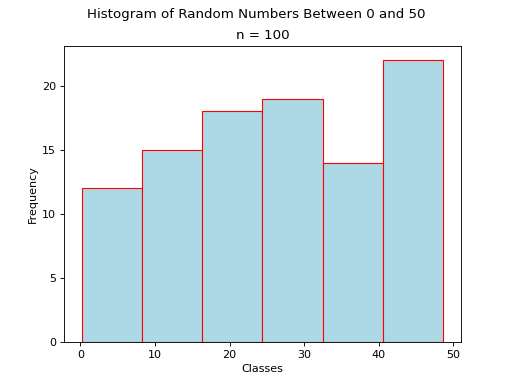 Histogram of Random Numbers Between 0 and 50
n = 100
20
15
10
5
0
Frequency
0 10 20 30 40 50
Classes